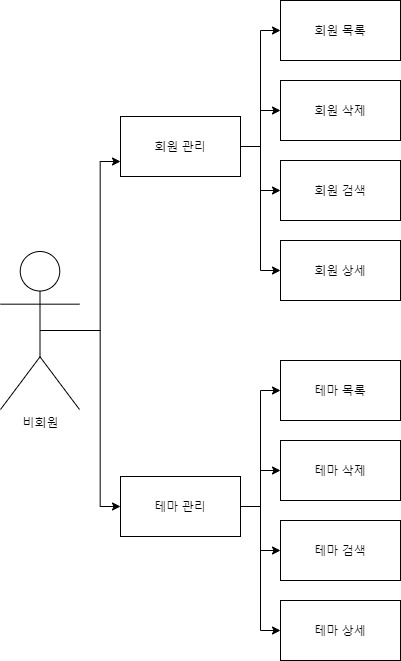 회원 목록
회원 삭제
회원 관리
회원 검색
회원 상세
비회원
테마 목록
테마 삭제
테마 관리
테마 검색
테마 상세